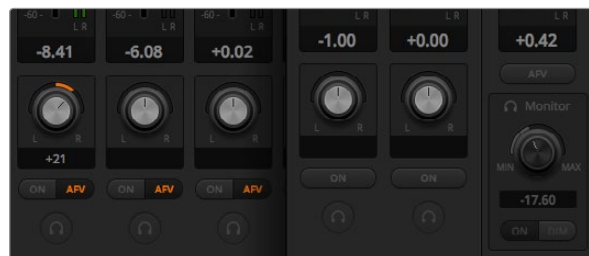 -60 - -60 - -60 -
L R L R L R L R L R L R
-8.41 -6.08 +0.02 -1.00 +0.00 +0.42
AFV
Monitor
L R L R L R L R L R
MIN MAX
+21
ON AFV ON AFV ON AFV ON ON
-17.60
ON DIM